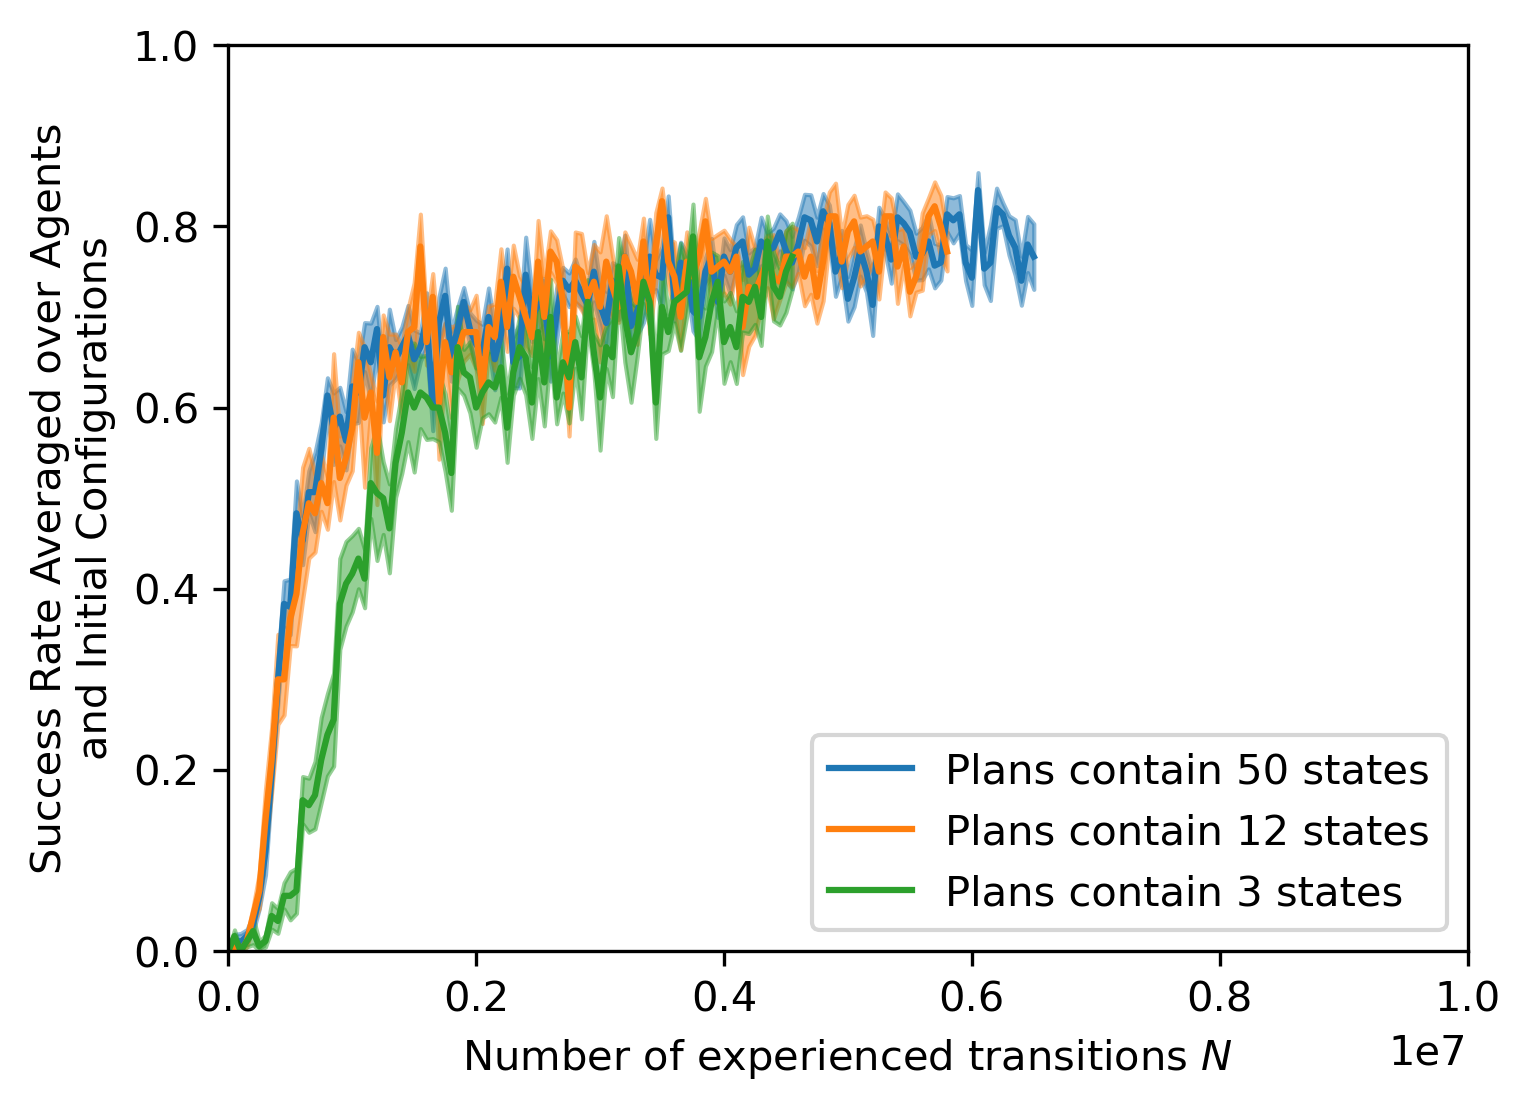 Success Rate Averaged over Agents
and Initial Configurations
1.0
0.8
0.6
0.4
0.2
0.0
Plans contain 50 states
Plans contain 12 states
Plans contain 3 states
0.0 0.2 0.4 0.6 0.8 1.0
1e7
Number of experienced transitions N